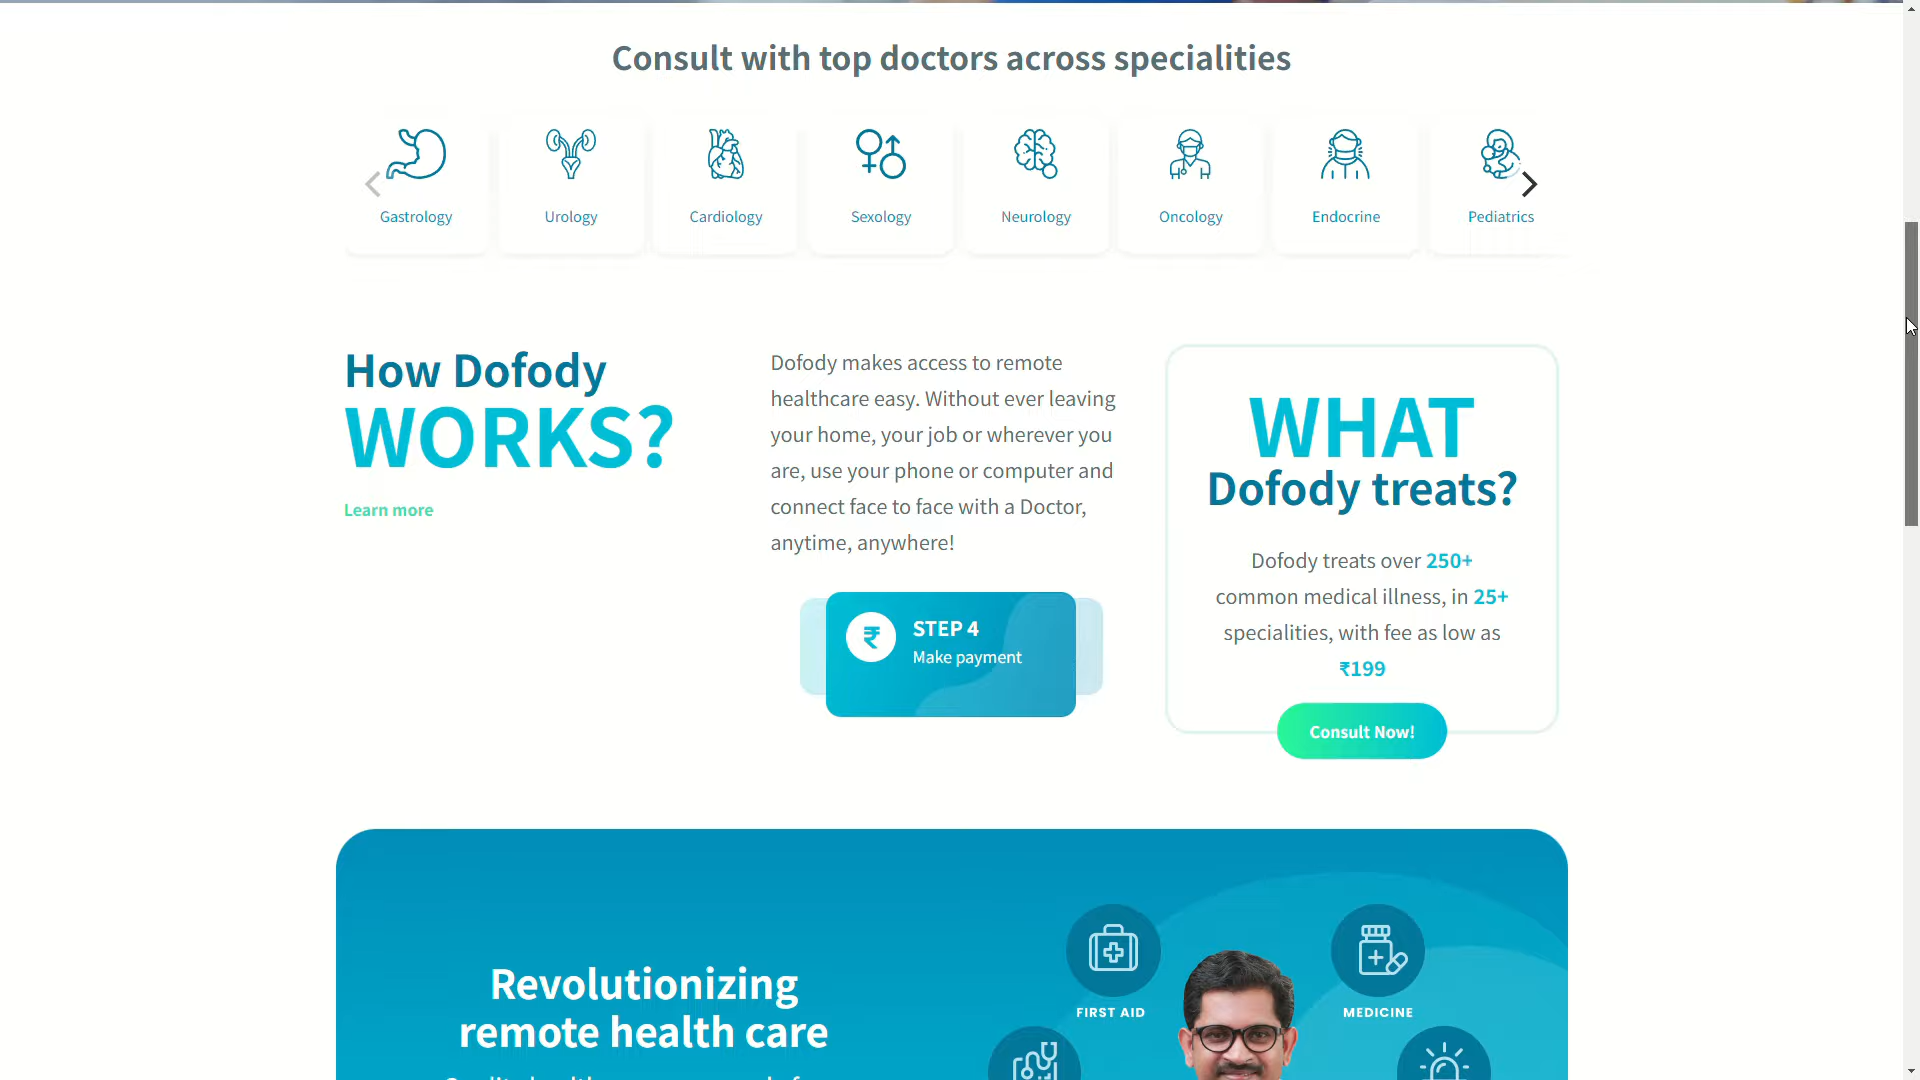 Consult with top doctors across specialities
Gastrology
Urology
Cardiology
Sexology
Neurology
Oncology
Endocrine
Pediatrics
How Dofody
WORKS?
Learn more
Dofody makes access to remote
healthcare easy. Without ever leaving
your home, your job or wherever you
are, use your phone or computer and
connect face to face with a Doctor,
anytime, anywhere!
₹
STEP 4
Make payment
WHAT
Dofody treats?
Dofody treats over 250+
common medical illness, in 25+
specialities, with fee as low as
₹199
Consult Now!
Revolutionizing
remote health care
FIRST AID
MEDICINE